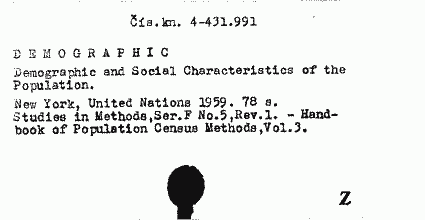 Čís.kn. 4-431.991
D E M O G R A P H I C
Demographic and Social Characteristics of the
Population.
New York, United Nations 1959. 78 s.
Studies in Methods,Ser.F No.5,Rev.1. - Hand-
book of Population Census Methods,Vol.3.
Z